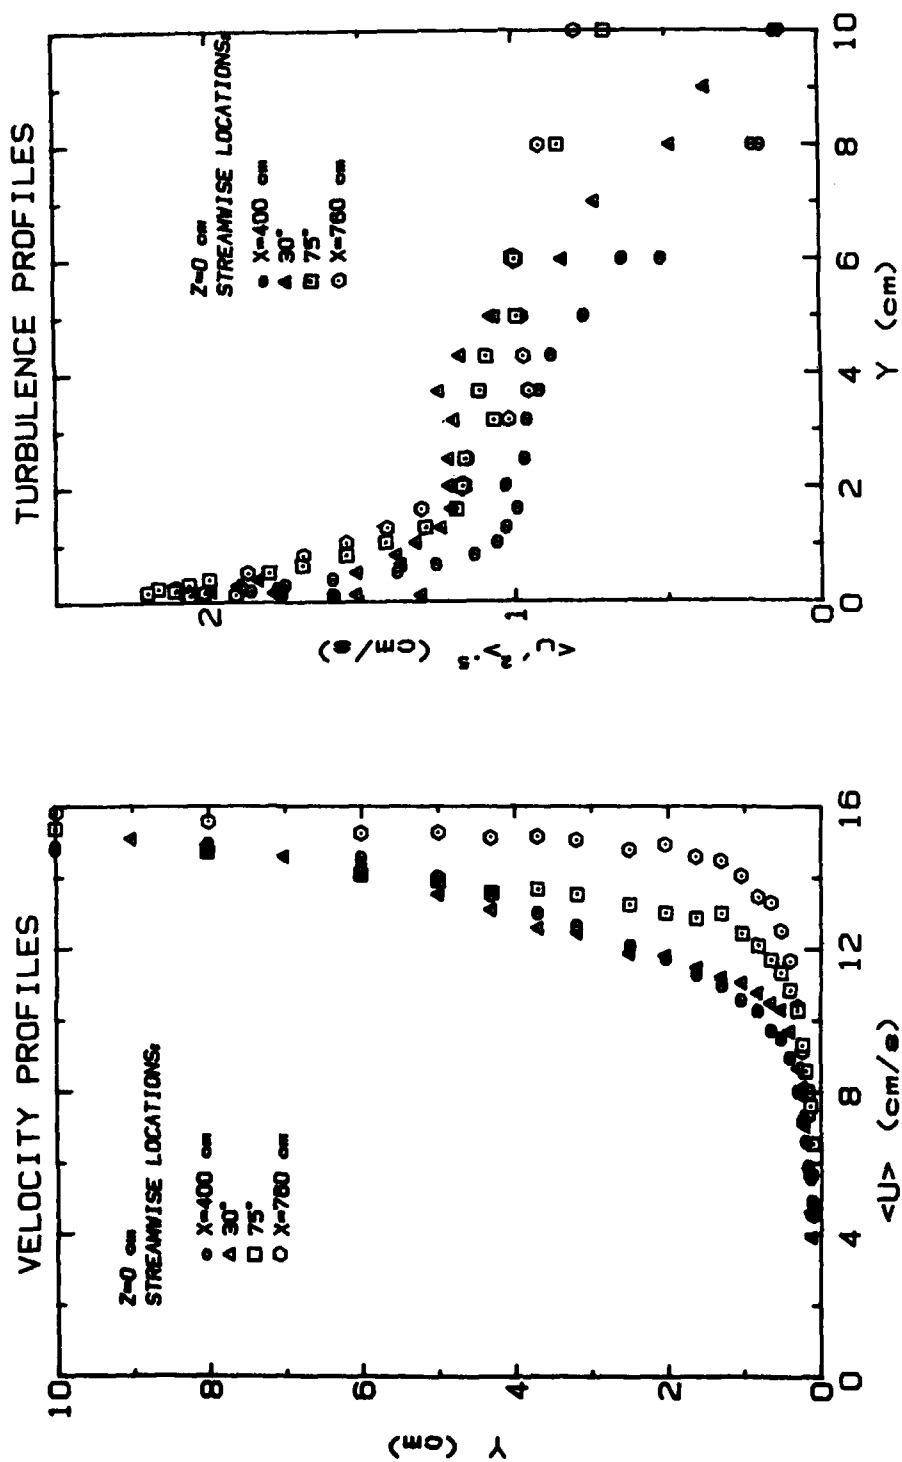 VELOCITY PROFILES
Z=0 cm
STREAMWISE LOCATIONS:
X=400 cm
30°
75°
X=760 cm
10
8
6
4
2
0
Y (cm)
0
4
8
12
16
<U> (cm/s)
TURBULENCE PROFILES
Z=0 cm
STREAMWISE LOCATIONS:
X=400 cm
30°
75°
X=760 cm
2
1
0
<U'²>.⁵ (cm/s)
0
2
4
6
8
10
Y (cm)